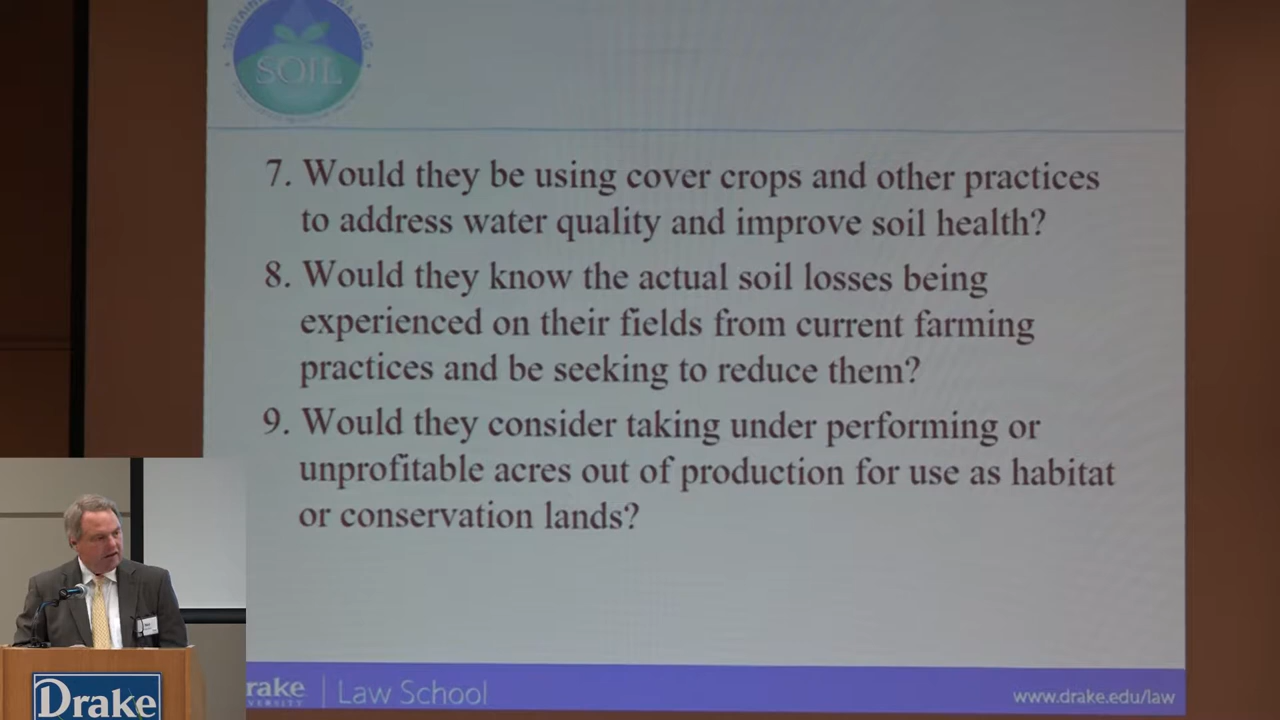 SOIL
7. Would they be using cover crops and other practices
to address water quality and improve soil health?
8. Would they know the actual soil losses being
experienced on their fields from current farming
practices and be seeking to reduce them?
9. Would they consider taking under performing or
unprofitable acres out of production for use as habitat
or conservation lands?
Drake
rake
Law School
www.drake.edu/law